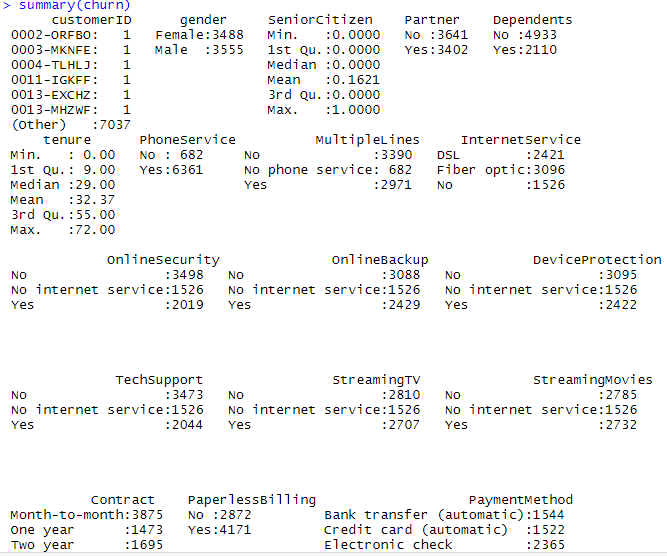 > summary(churn)
customerID gender SeniorCitizen Partner Dependents
0002-ORFBO: 1 Female:3488 Min. :0.0000 No :3641 No :4933
0003-MKNFE: 1 Male :3555 1st Qu.:0.0000 Yes:3402 Yes:2110
0004-TLHLJ: 1 Median :0.0000
0011-IGKFF: 1 Mean :0.1621
0013-EXCHZ: 1 3rd Qu.:0.0000
0013-MHZWF: 1 Max. :1.0000
(Other) :7037
tenure PhoneService MultipleLines InternetService
Min. : 0.00 No : 682 No :3390 DSL :2421
1st Qu.: 9.00 Yes:6361 No phone service: 682 Fiber optic:3096
Median :29.00 Yes :2971 No :1526
Mean :32.37
3rd Qu.:55.00
Max. :72.00
OnlineSecurity OnlineBackup DeviceProtection
No :3498 No :3088 No :3095
No internet service:1526 No internet service:1526 No internet service:1526
Yes :2019 Yes :2429 Yes :2422
TechSupport StreamingTV StreamingMovies
No :3473 No :2810 No :2785
No internet service:1526 No internet service:1526 No internet service:1526
Yes :2044 Yes :2707 Yes :2732
Contract PaperlessBilling PaymentMethod
Month-to-month:3875 No :2872 Bank transfer (automatic):1544
One year :1473 Yes:4171 Credit card (automatic) :1522
Two year :1695 Electronic check :2365